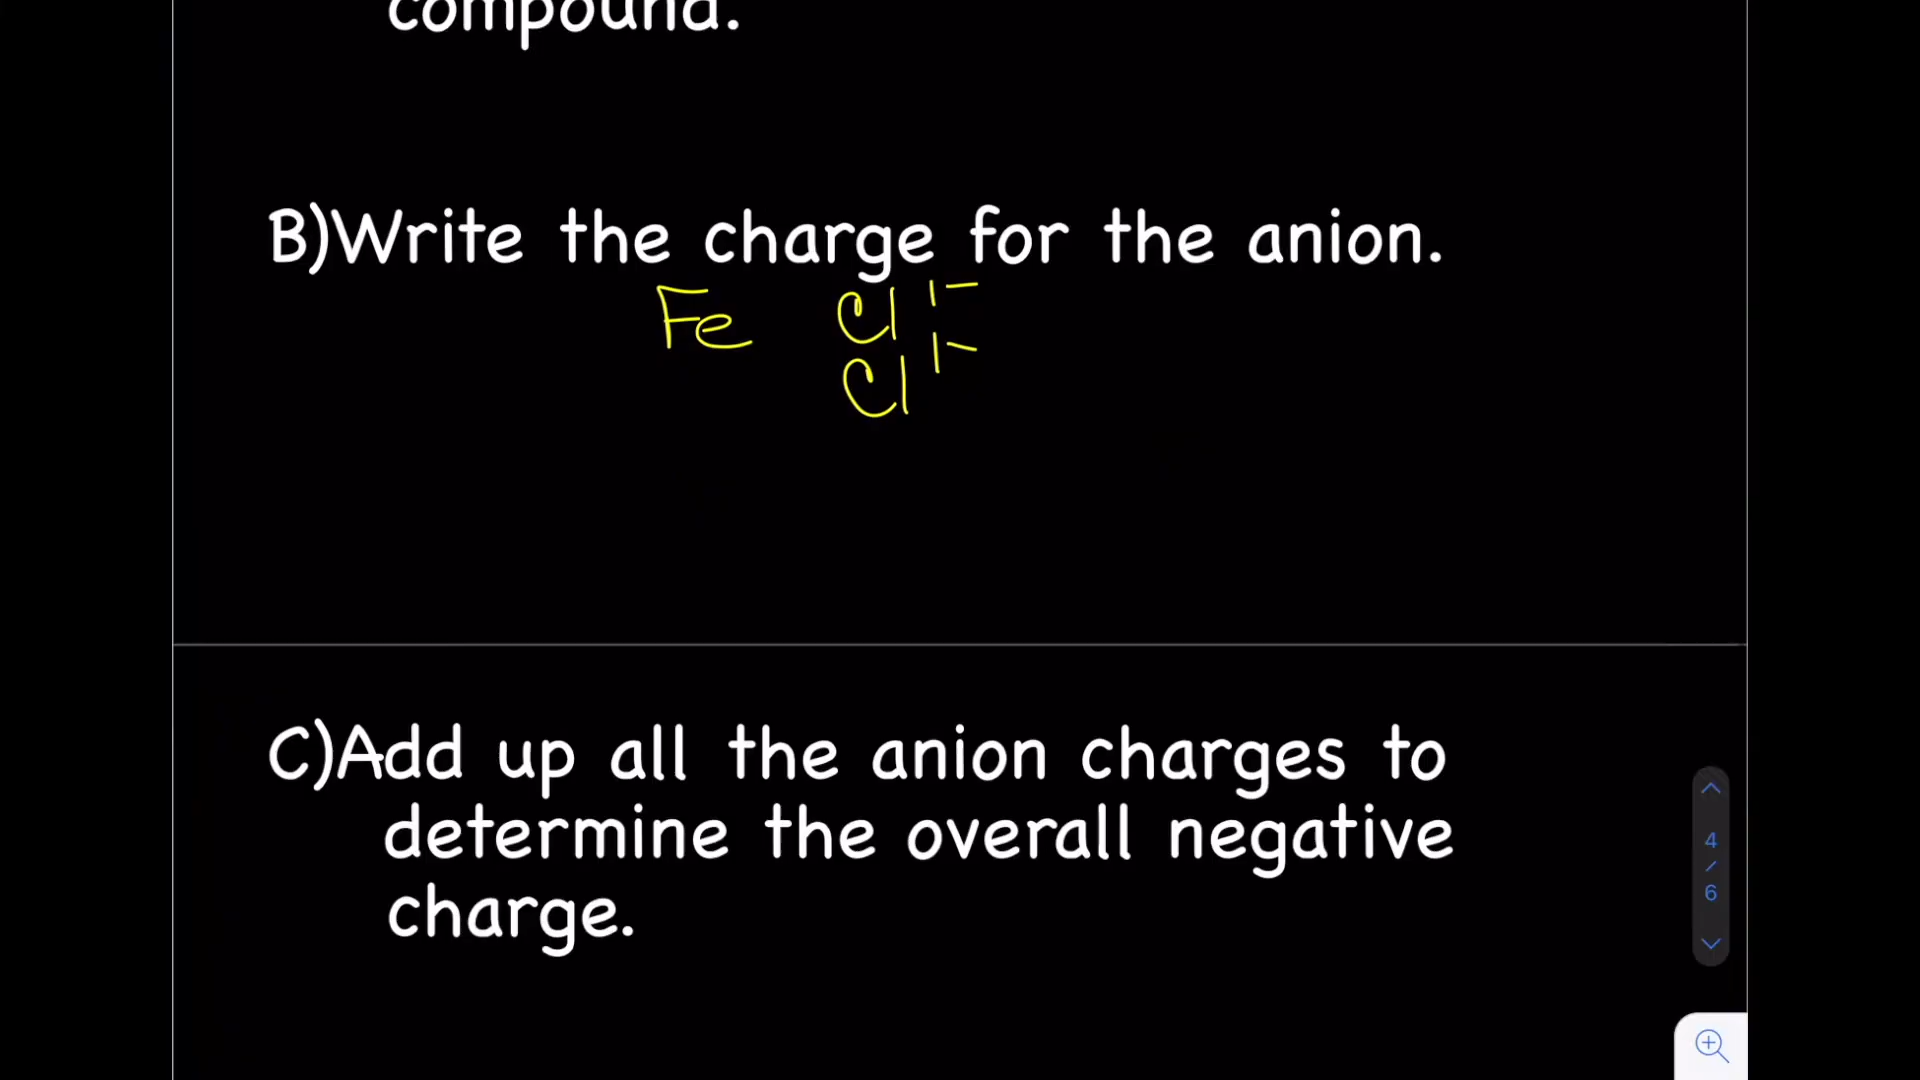 compound.
B)Write the charge for the anion.
Fe Cl 1-
Cl 1-
C)Add up all the anion charges to
determine the overall negative
charge.
4
/
6